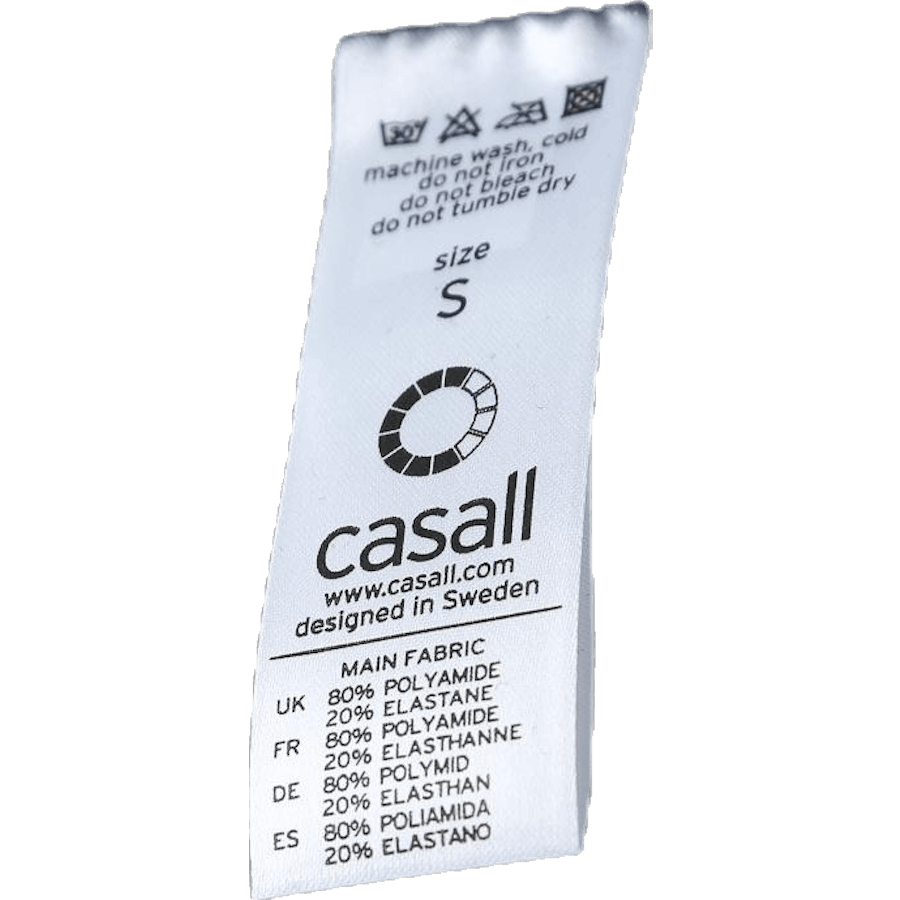 30°
machine wash, cold
do not iron
do not bleach
do not tumble dry
size
S
casall
www.casall.com
designed in Sweden
MAIN FABRIC
UK 80% POLYAMIDE
20% ELASTANE
FR 80% POLYAMIDE
20% ELASTHANNE
DE 80% POLYMID
20% ELASTHAN
ES 80% POLIAMIDA
20% ELASTANO